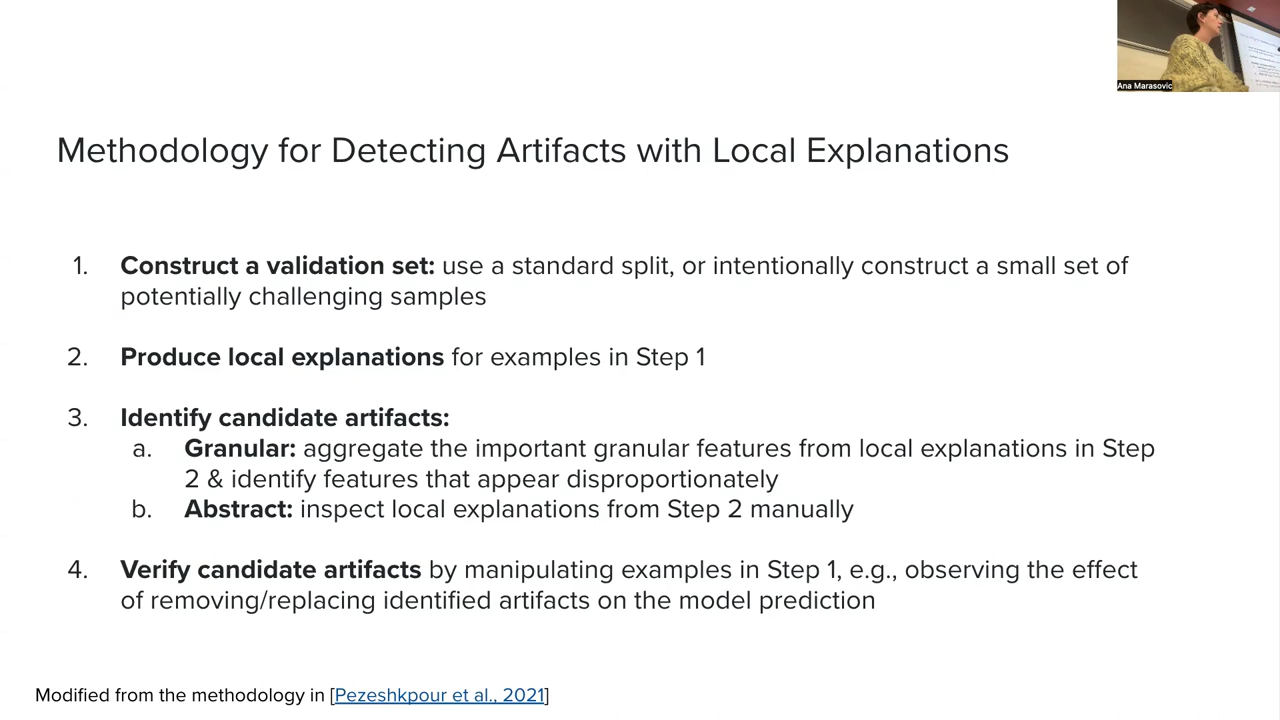 Ana Marasovic
Methodology for Detecting Artifacts with Local Explanations
1. Construct a validation set: use a standard split, or intentionally construct a small set of
potentially challenging samples
2. Produce local explanations for examples in Step 1
3. Identify candidate artifacts:
a. Granular: aggregate the important granular features from local explanations in Step
2 & identify features that appear disproportionately
b. Abstract: inspect local explanations from Step 2 manually
4. Verify candidate artifacts by manipulating examples in Step 1, e.g., observing the effect
of removing/replacing identified artifacts on the model prediction
Modified from the methodology in [Pezeshkpour et al., 2021]